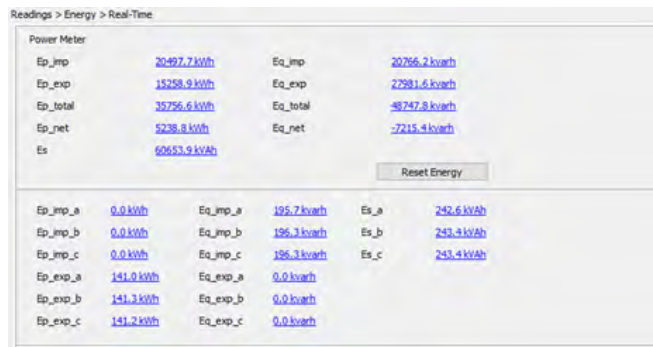 Readings > Energy > Real-Time
Power Meter
Ep_imp 20497.7 kWh Eq_imp 20766.2 kvarh
Ep_exp 15258.9 kWh Eq_exp 27981.6 kvarh
Ep_total 35756.6 kWh Eq_total 48747.8 kvarh
Ep_net 5238.8 kWh Eq_net -7215.4 kvarh
Es 60653.9 kVAh
Reset Energy
Ep_imp_a 0.0 kWh Eq_imp_a 195.7 kvarh Es_a 242.6 kVAh
Ep_imp_b 0.0 kWh Eq_imp_b 196.3 kvarh Es_b 243.4 kVAh
Ep_imp_c 0.0 kWh Eq_imp_c 196.3 kvarh Es_c 243.4 kVAh
Ep_exp_a 141.0 kWh Eq_exp_a 0.0 kvarh
Ep_exp_b 141.3 kWh Eq_exp_b 0.0 kvarh
Ep_exp_c 141.2 kWh Eq_exp_c 0.0 kvarh